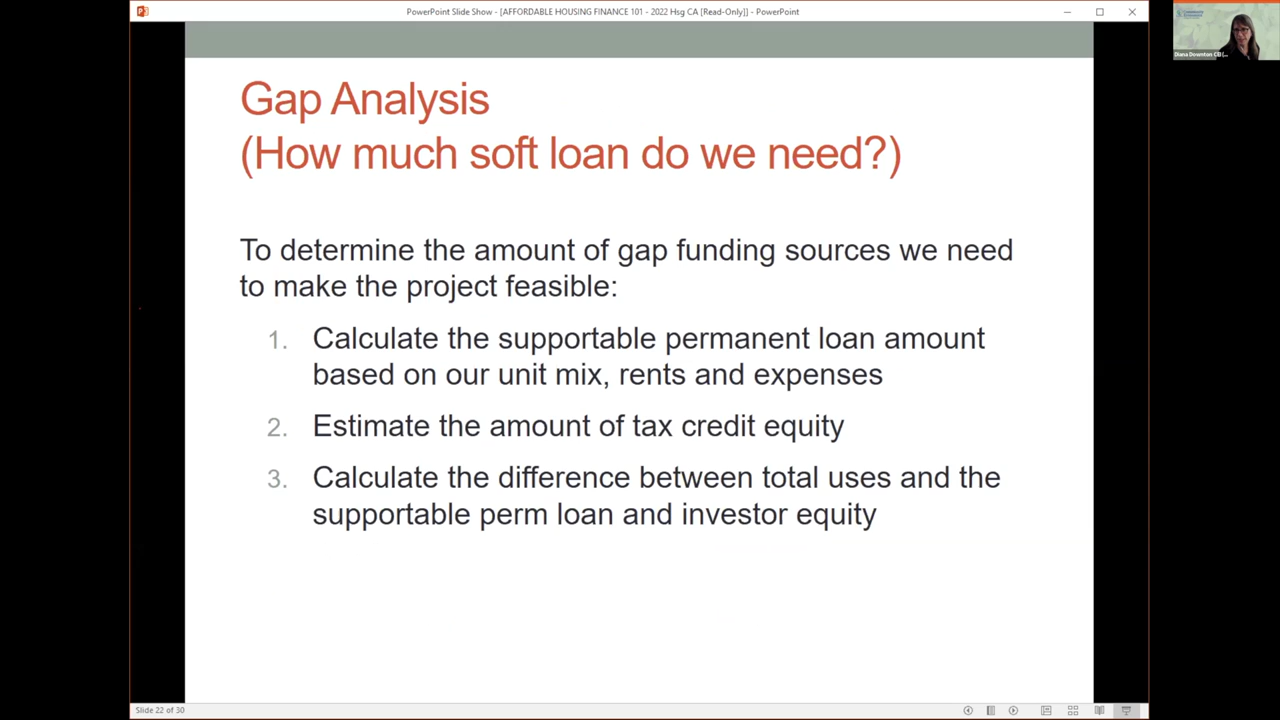 PowerPoint Slide Show - [AFFORDABLE HOUSING FINANCE 101 - 2022 Hsg CA [Read-Only]] - PowerPoint
Gap Analysis
(How much soft loan do we need?)
To determine the amount of gap funding sources we need
to make the project feasible:
1. Calculate the supportable permanent loan amount
based on our unit mix, rents and expenses
2. Estimate the amount of tax credit equity
3. Calculate the difference between total uses and the
supportable perm loan and investor equity
Slide 22 of 30
Diana Downton